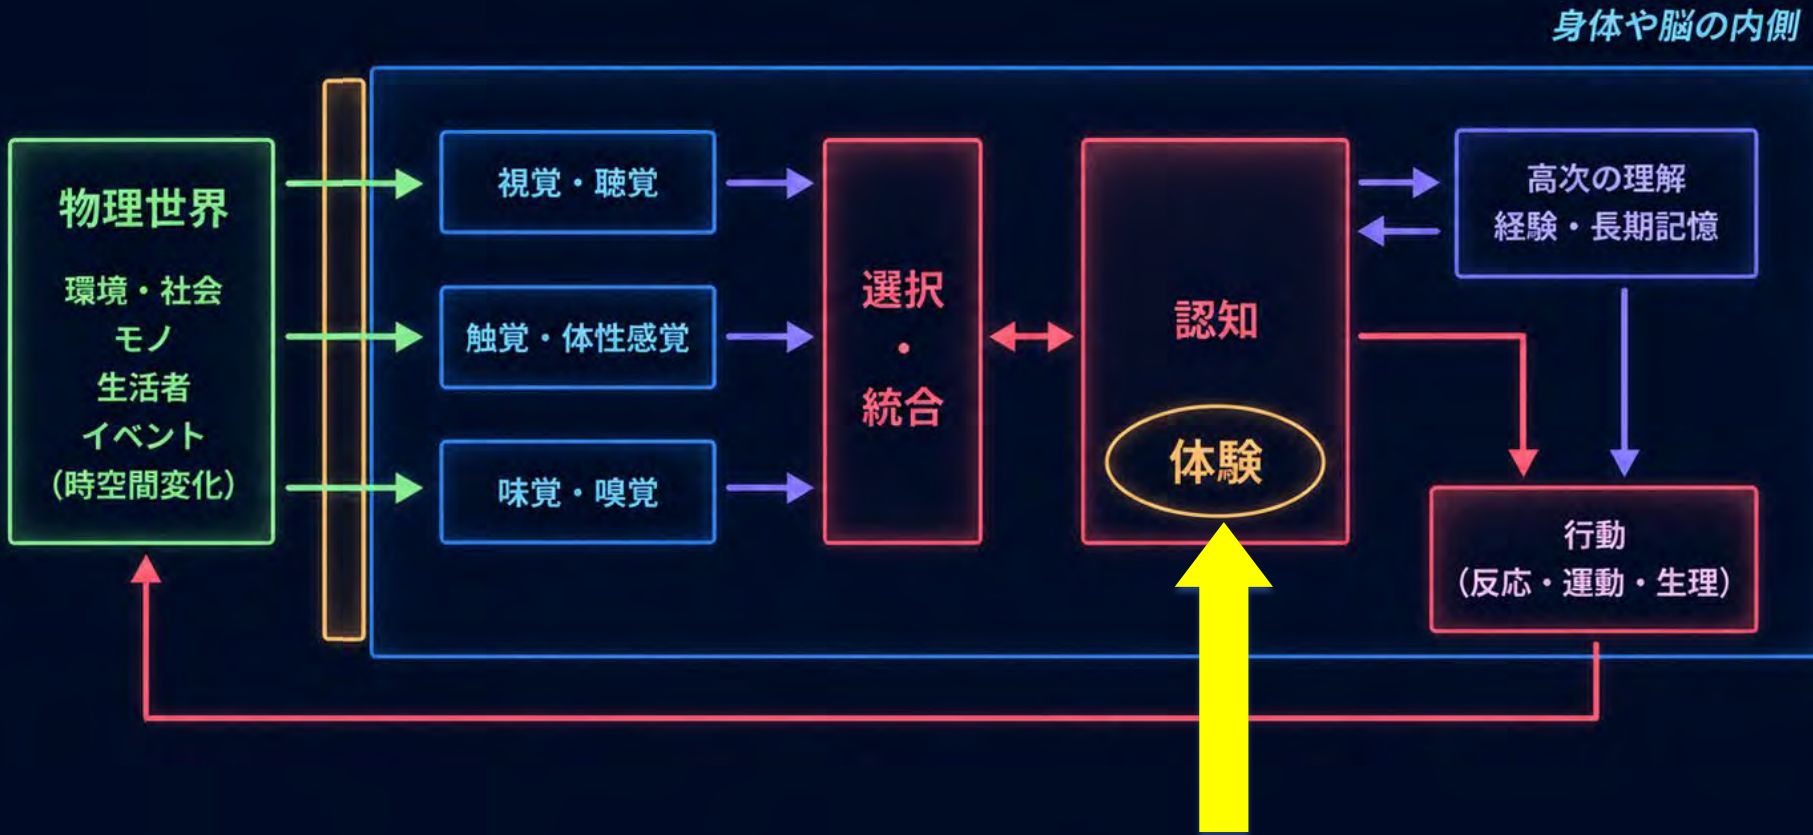 身体や脳の内側
物理世界
環境・社会
モノ
生活者
イベント
（時空間変化）
視覚・聴覚
触覚・体性感覚
味覚・嗅覚
選択
・
統合
認知
体験
高次の理解
経験・長期記憶
行動
（反応・運動・生理）